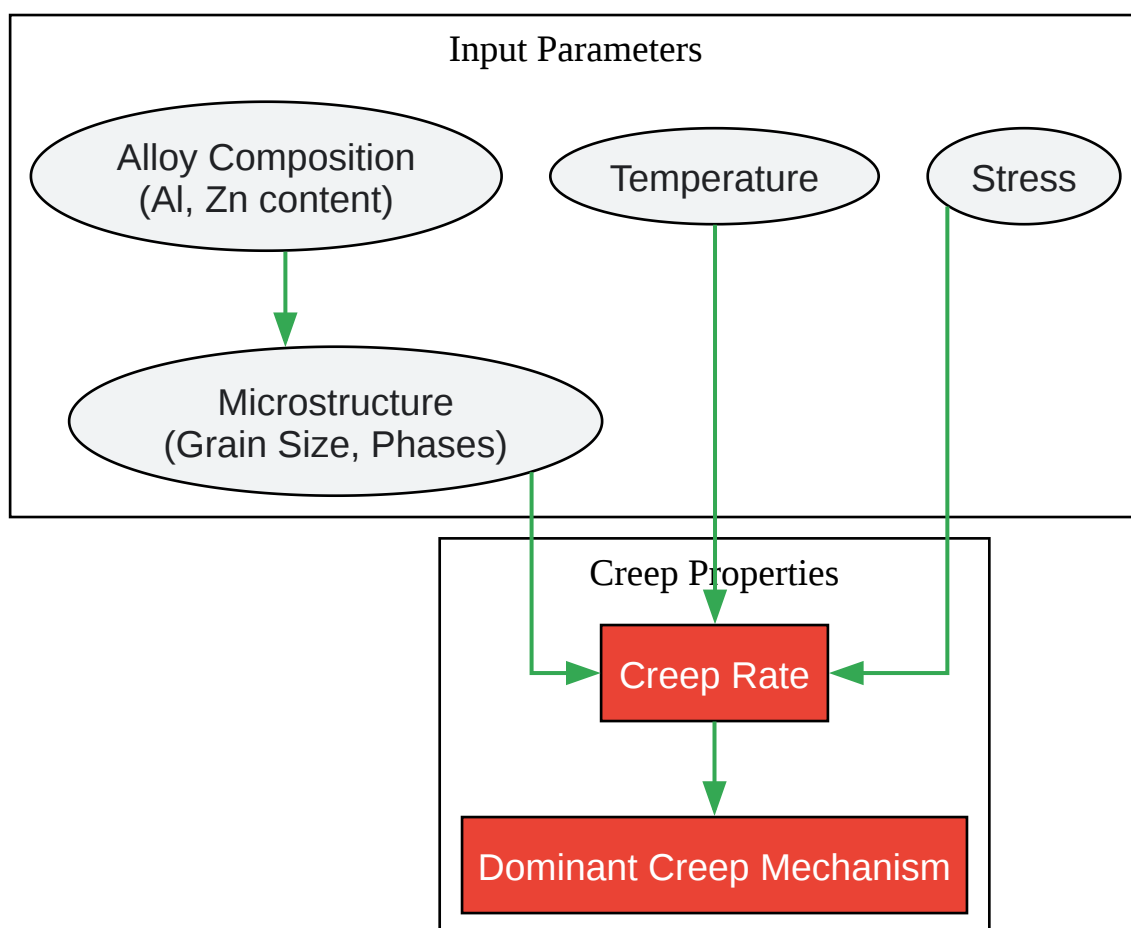 Input Parameters
Alloy Composition
(Al, Zn content)
Temperature
Stress
Microstructure
(Grain Size, Phases)
Creep Properties
Creep Rate
Dominant Creep Mechanism